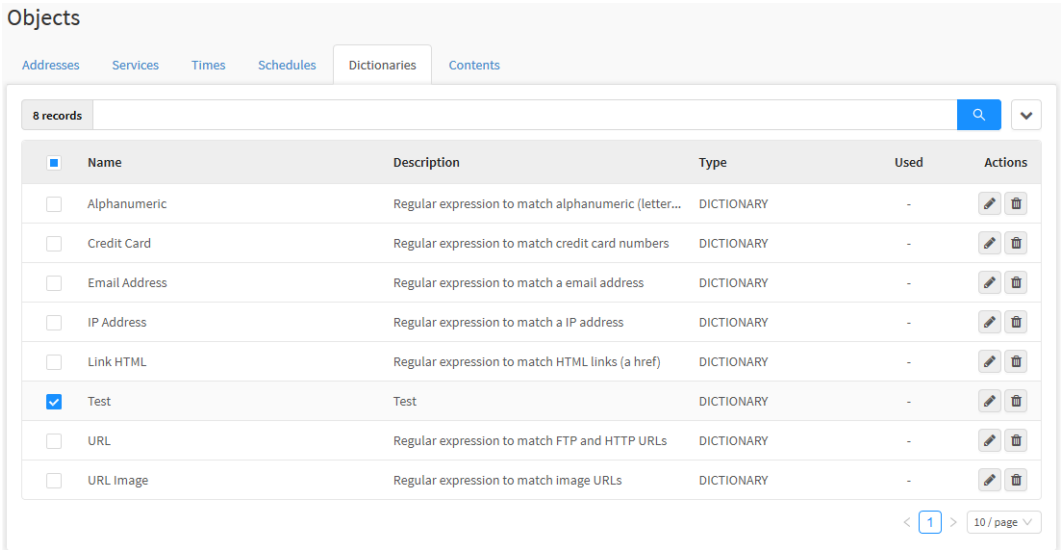 Objects
Addresses Services Times Schedules Dictionaries Contents
8 records
Name Description Type Used Actions
Alphanumeric Regular expression to match alphanumeric (letter... DICTIONARY -
Credit Card Regular expression to match credit card numbers DICTIONARY -
Email Address Regular expression to match a email address DICTIONARY -
IP Address Regular expression to match a IP address DICTIONARY -
Link HTML Regular expression to match HTML links (a href) DICTIONARY -
Test Test DICTIONARY -
URL Regular expression to match FTP and HTTP URLs DICTIONARY -
URL Image Regular expression to match image URLs DICTIONARY -
< 1 > 10 / page